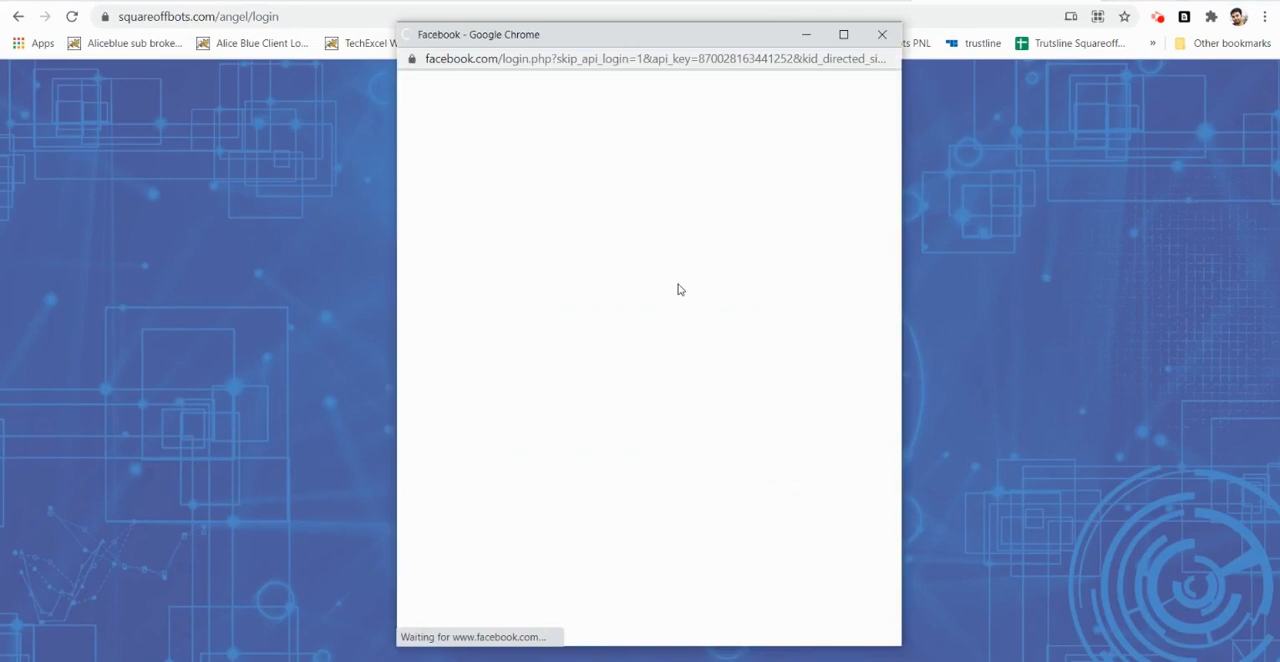 squareoffbots.com/angel/login
Facebook - Google Chrome
facebook.com/login.php?skip_api_login=1&api_key=870028163441252&kid_directed_si...
Apps
Aliceblue sub broke...
Alice Blue Client Lo...
TechExcel W
ts PNL
trustline
Trutsline Squareoff...
»
Other bookmarks
Waiting for www.facebook.com...